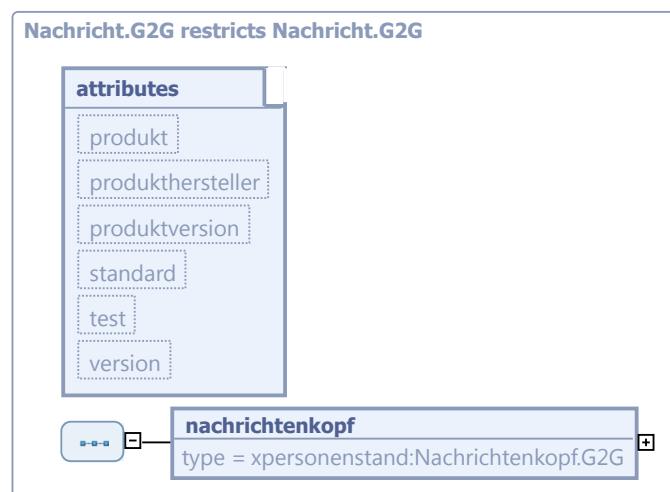 Nachricht.G2G restricts Nachricht.G2G
attributes
produkt
produkthersteller
produktversion
standard
test
version
nachrichtenkopf
type = xpersonenstand:Nachrichtenkopf.G2G